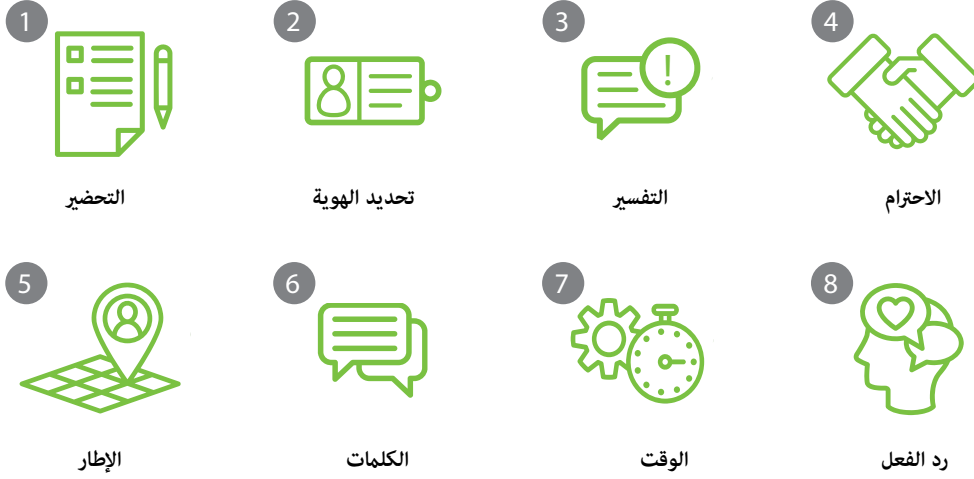 1
التحضير
2
تحديد الهوية
3
التفسير
4
الاحترام
5
الإطار
6
الكلمات
7
الوقت
8
رد الفعل